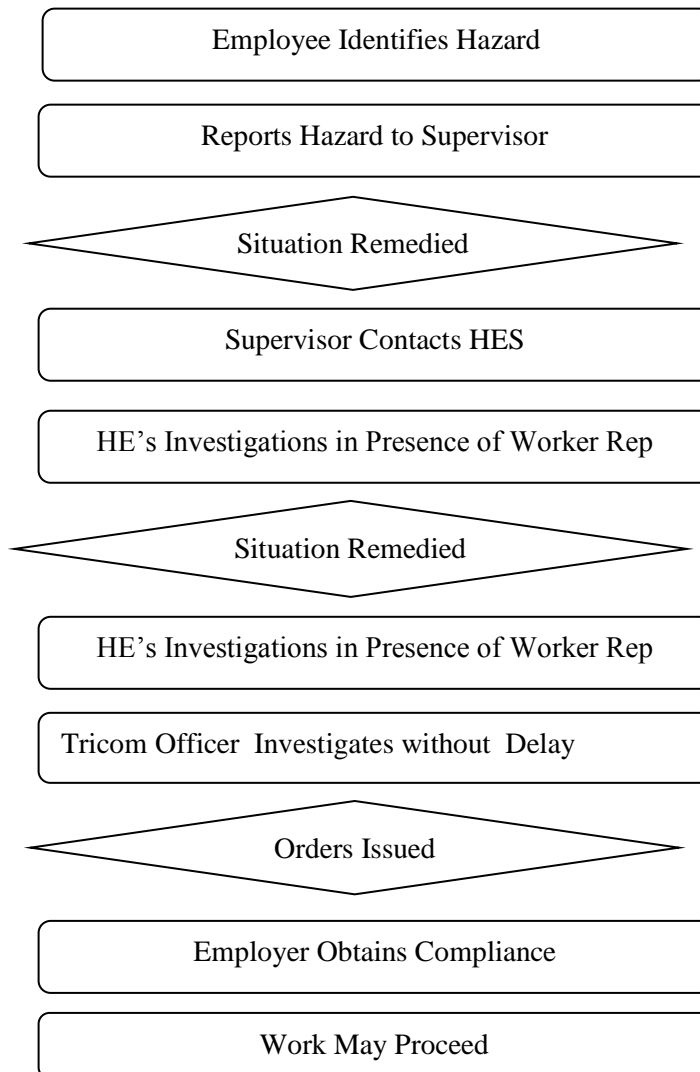 Employee Identifies Hazard
Reports Hazard to Supervisor
Situation Remedied
Supervisor Contacts HES
HE’s Investigations in Presence of Worker Rep
Situation Remedied
HE’s Investigations in Presence of Worker Rep
Tricom Officer Investigates without Delay
Orders Issued
Employer Obtains Compliance
Work May Proceed